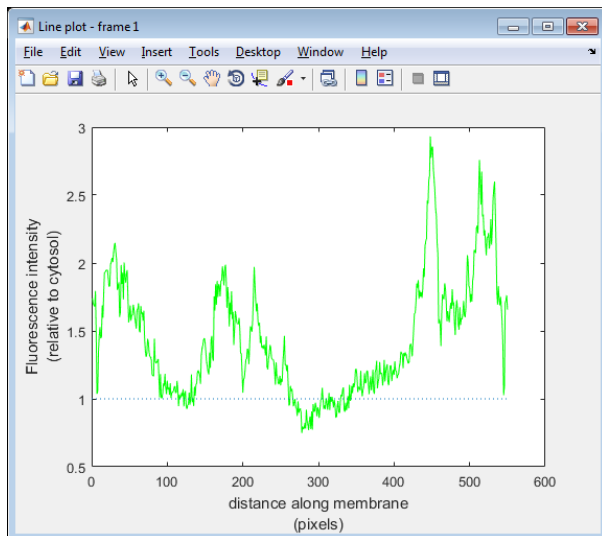 Line plot - frame 1
File Edit View Insert Tools Desktop Window Help
3
2.5
2
1.5
1
0.5
Fluorescence intensity
(relative to cytosol)
0 100 200 300 400 500 600
distance along membrane
(pixels)